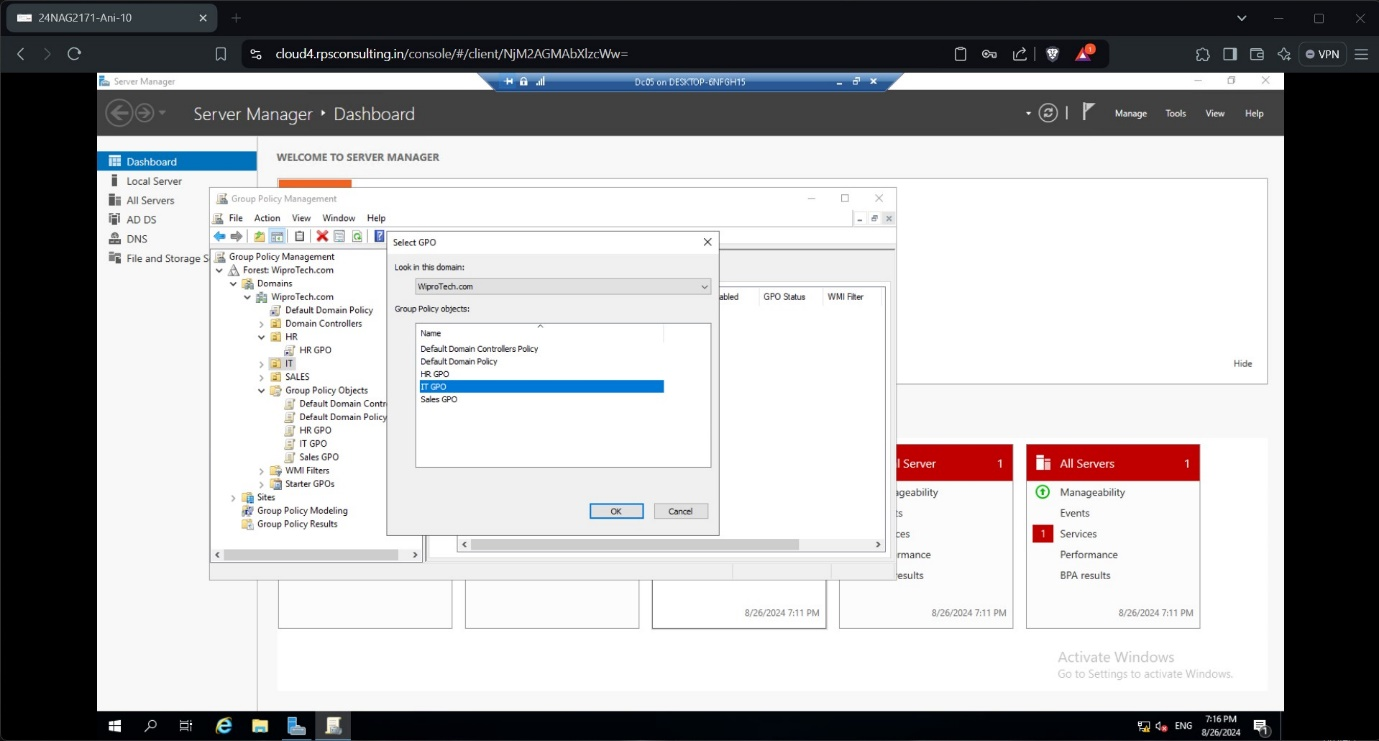 24NAG2171-Ani-10
cloud4.rpsconsulting.in/console/#/client/NjM2AGMAbXlzcWw=
VPN
Server Manager
Dc05 on DESKTOP-6NFGH15
Server Manager • Dashboard
Manage Tools View Help
Dashboard
Local Server
All Servers
AD DS
DNS
File and Storage S
WELCOME TO SERVER MANAGER
Group Policy Management
File Action View Window Help
Group Policy Management
Forest: WiproTech.com
Domains
WiproTech.com
Default Domain Policy
Domain Controllers
HR
HR GPO
IT
SALES
Group Policy Objects
Default Domain Contr
Default Domain Policy
HR GPO
IT GPO
Sales GPO
WMI Filters
Starter GPOs
Sites
Group Policy Modeling
Group Policy Results
Select GPO
Look in this domain:
WiproTech.com
Group Policy objects:
Name
Default Domain Controllers Policy
Default Domain Policy
HR GPO
IT GPO
Sales GPO
OK Cancel
abled GPO Status WMI Filter
Hide
l Server 1
ageability
ts
ces
rmance
esults
All Servers 1
Manageability
Events
1 Services
Performance
BPA results
8/26/2024 7:11 PM
8/26/2024 7:11 PM
8/26/2024 7:11 PM
Activate Windows
Go to Settings to activate Windows.
ENG
7:16 PM
8/26/2024
1